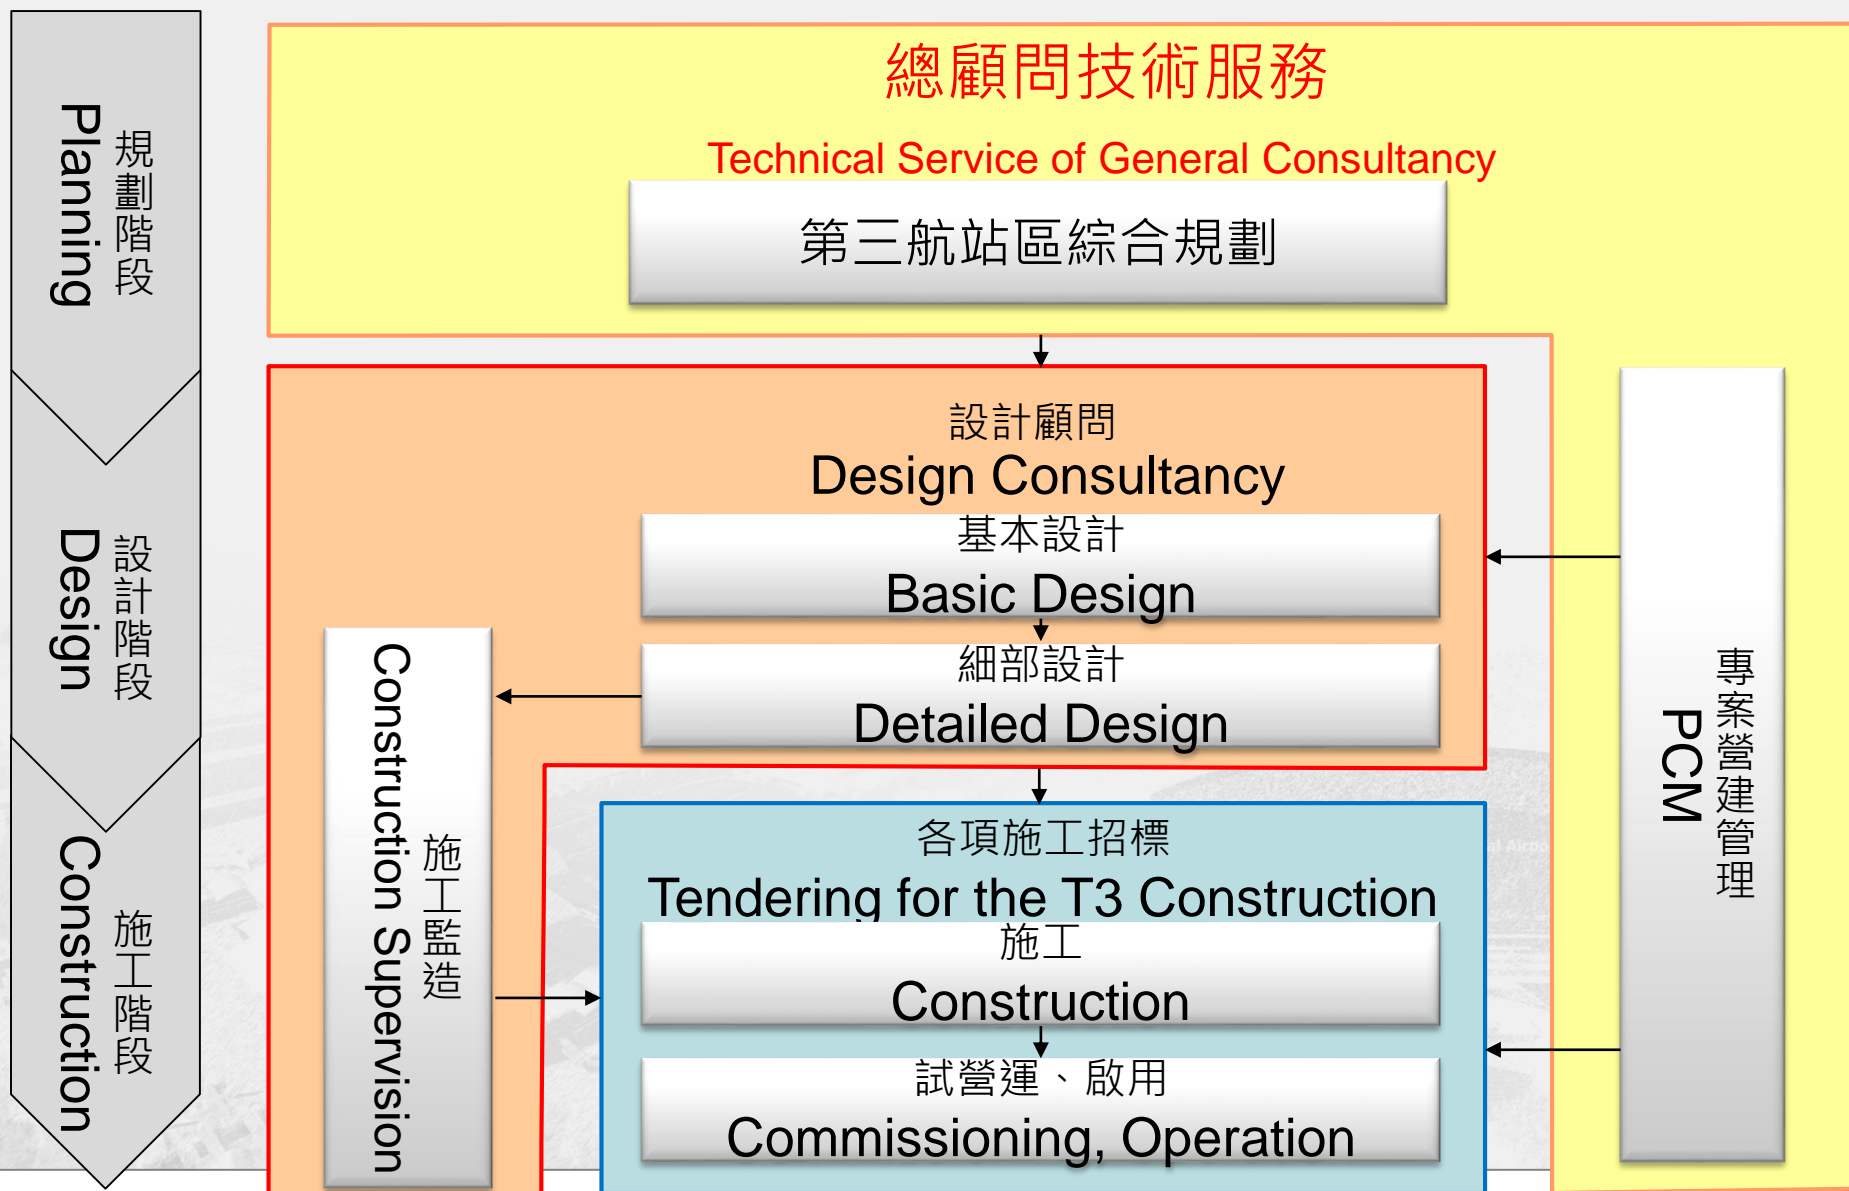 規劃階段
Planning
設計階段
Design
施工階段
Construction
總顧問技術服務
Technical Service of General Consultancy
第三航站區綜合規劃
設計顧問
Design Consultancy
基本設計
Basic Design
細部設計
Detailed Design
施工監造
Construction Supervision
各項施工招標
Tendering for the T3 Construction
施工
Construction
試營運、啟用
Commissioning, Operation
專案營建管理
PCM